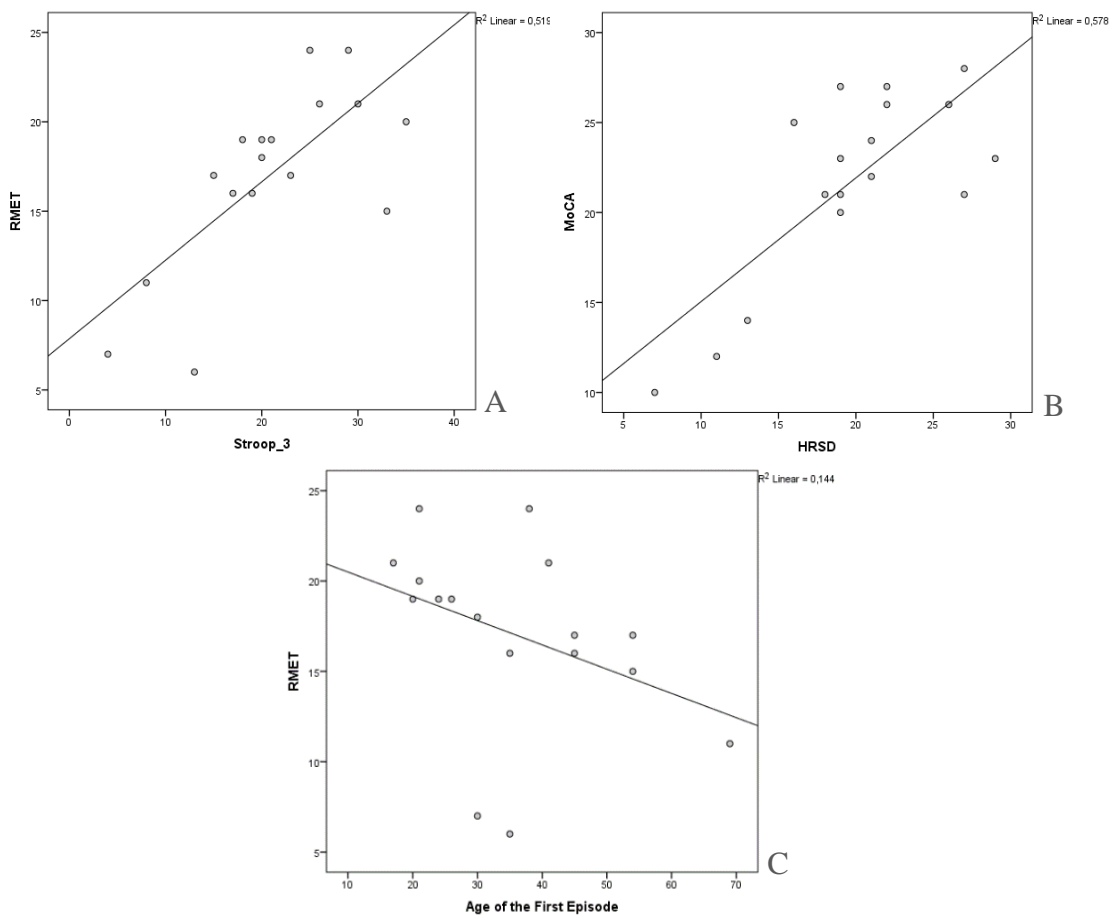 R² Linear = 0,519
25
20
15
10
5
RMET
0 10 20 30 40
Stroop_3
A
R² Linear = 0,578
30
25
20
15
10
MoCA
5 10 15 20 25 30
HRSD
B
R² Linear = 0,144
25
20
15
10
5
RMET
10 20 30 40 50 60 70
Age of the First Episode
C